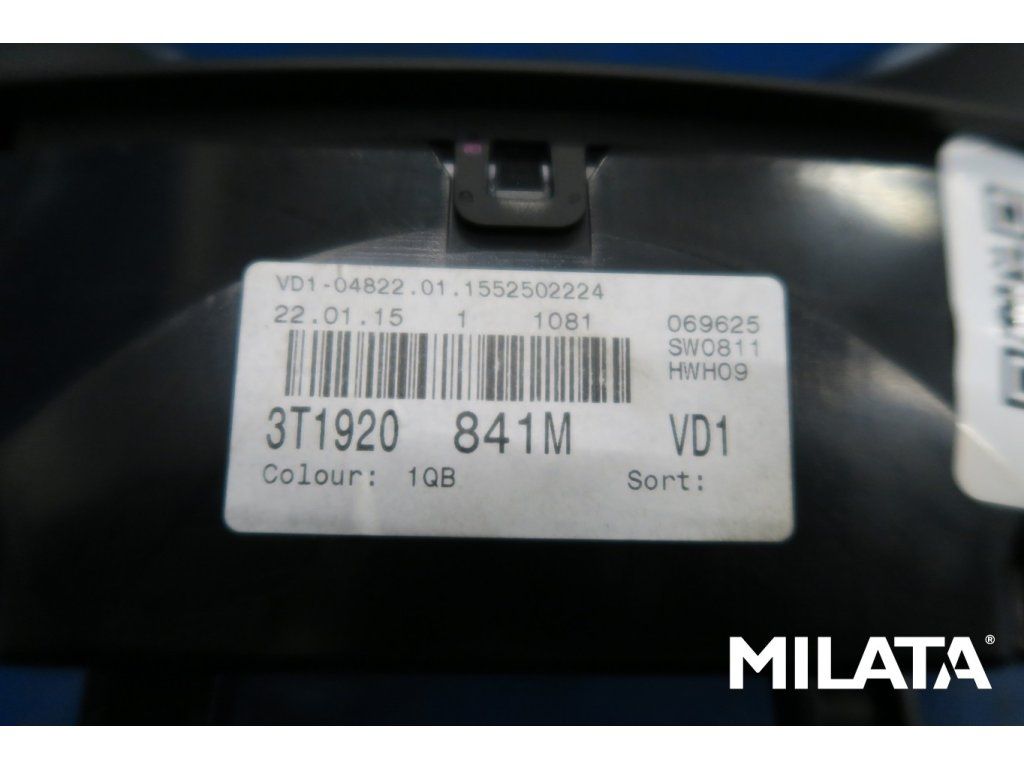 VD1-04822.01.1552502224
22.01.15 1 1081 069625
SW0811
HWH09
3T1920 841M VD1
Colour: 1QB Sort:
MILATA®